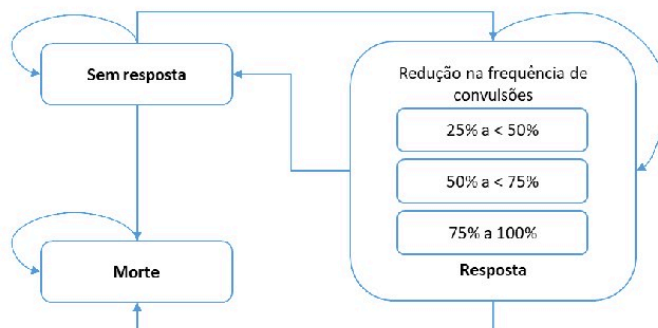 Sem resposta
Redução na frequência de
convulsões
25% a < 50%
50% a < 75%
75% a 100%
Resposta
Morte